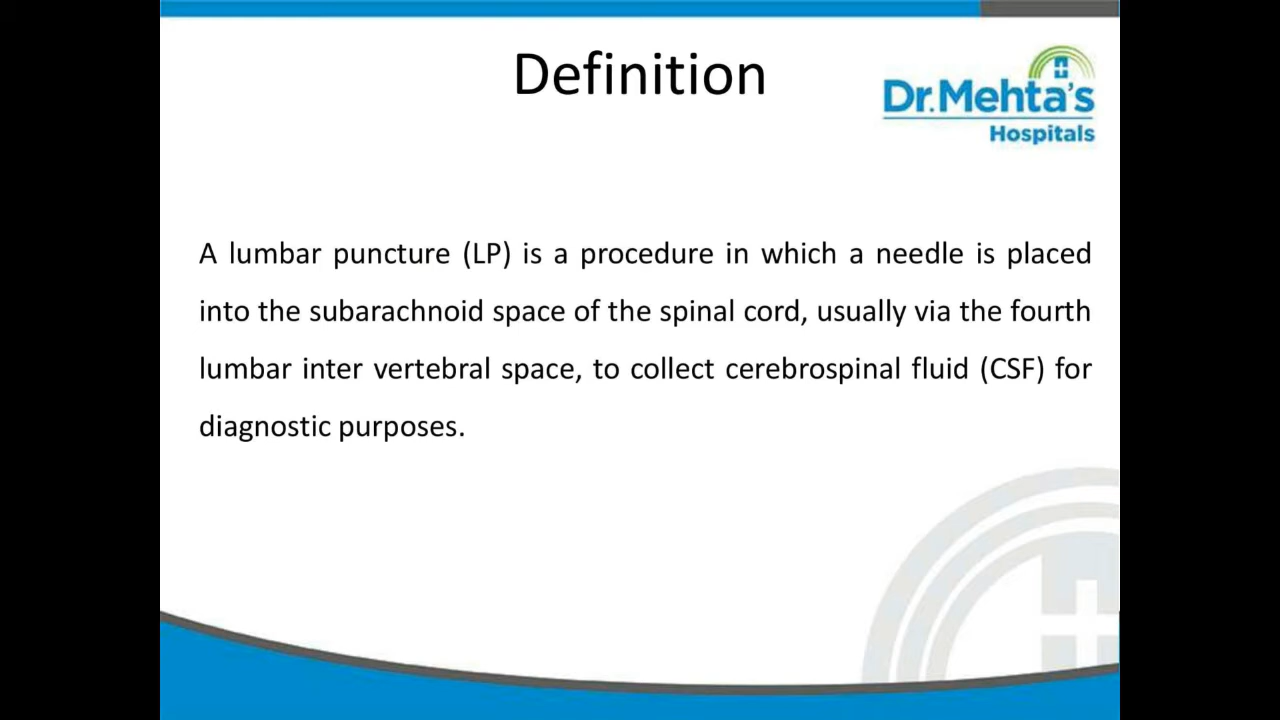 Definition
Dr.Mehta's
Hospitals
A lumbar puncture (LP) is a procedure in which a needle is placed
into the subarachnoid space of the spinal cord, usually via the fourth
lumbar inter vertebral space, to collect cerebrospinal fluid (CSF) for
diagnostic purposes.